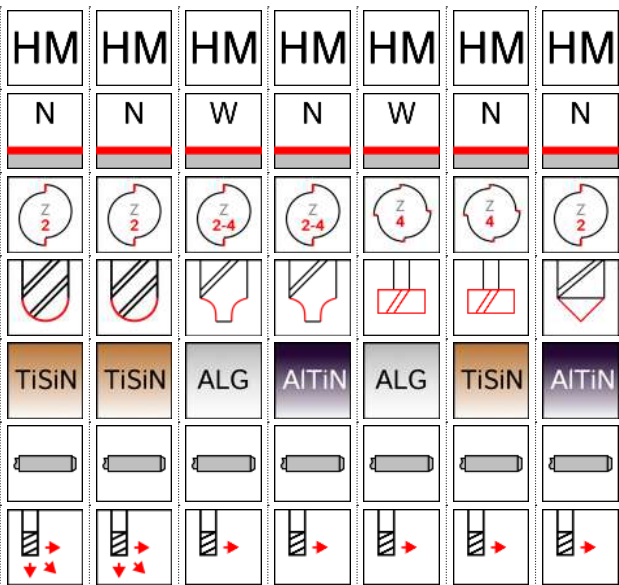 HM HM HM HM HM HM HM
N N W N W N N
Z Z Z Z Z Z Z
2 2 2-4 2-4 4 4 2
TiSiN TiSiN ALG AlTiN ALG TiSiN AlTiN